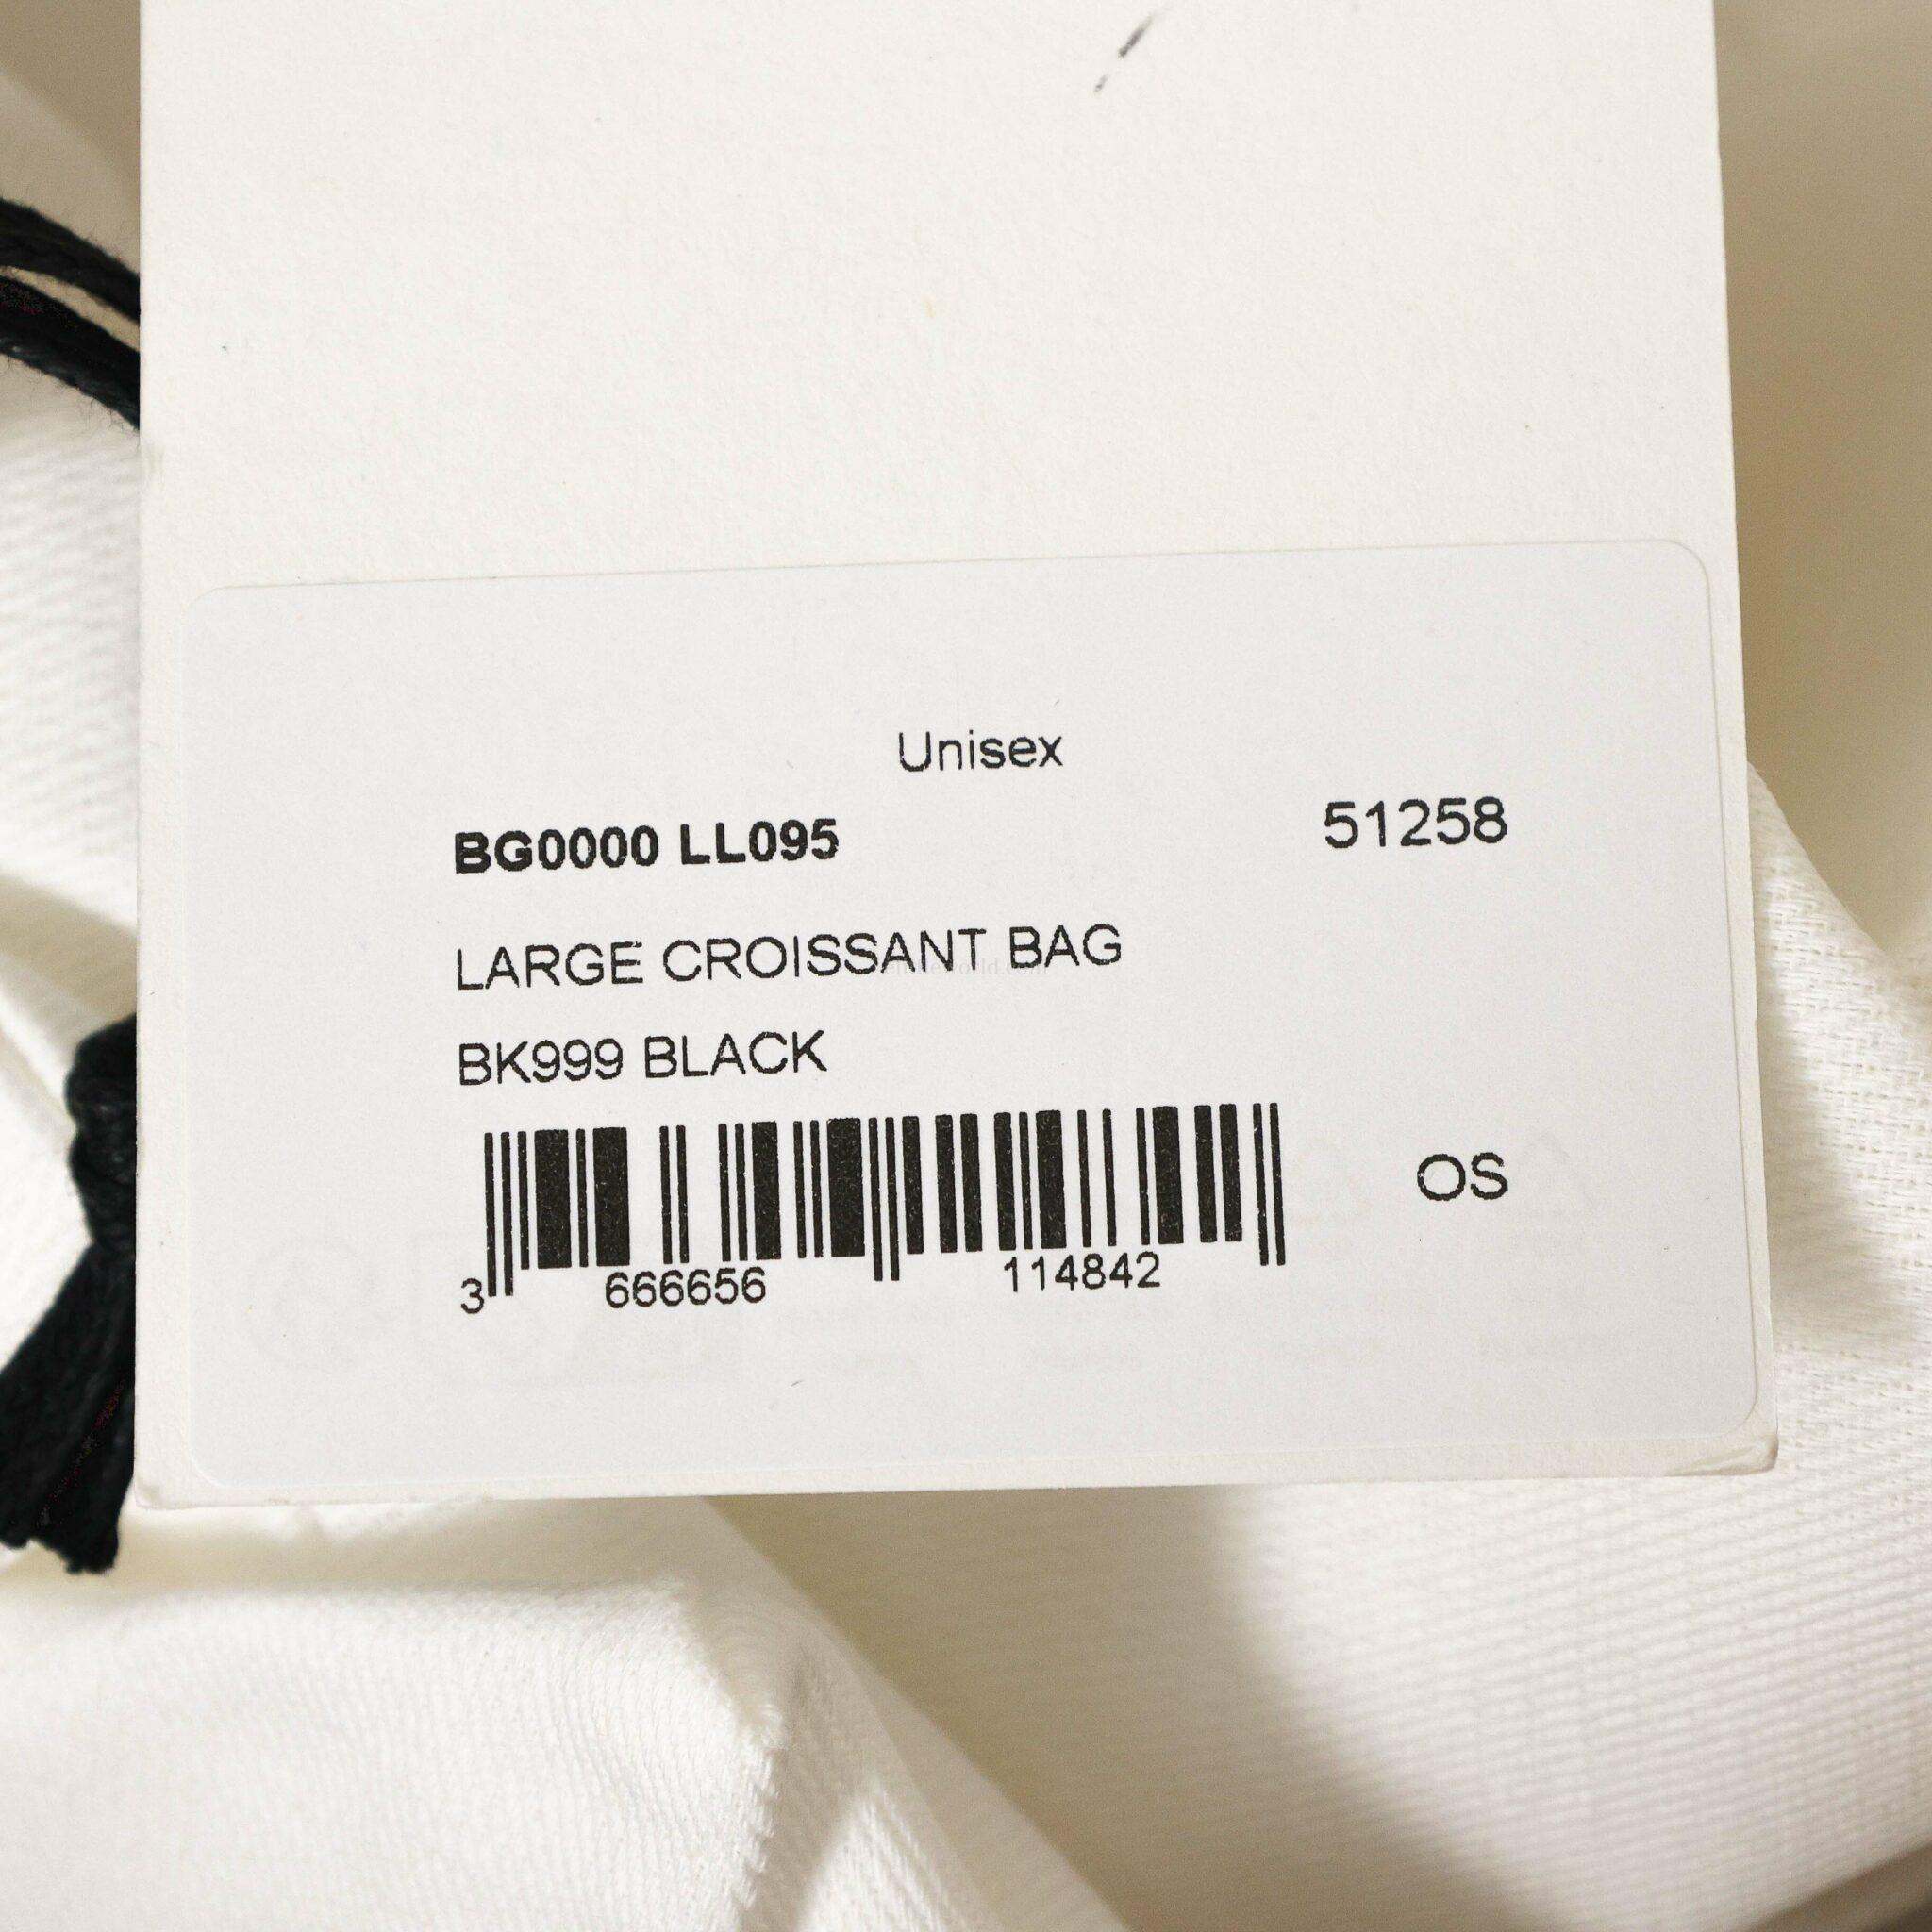 Unisex
BG0000 LL095 51258
LARGE CROISSANT BAG
BK999 BLACK
OS
3 666656 114842